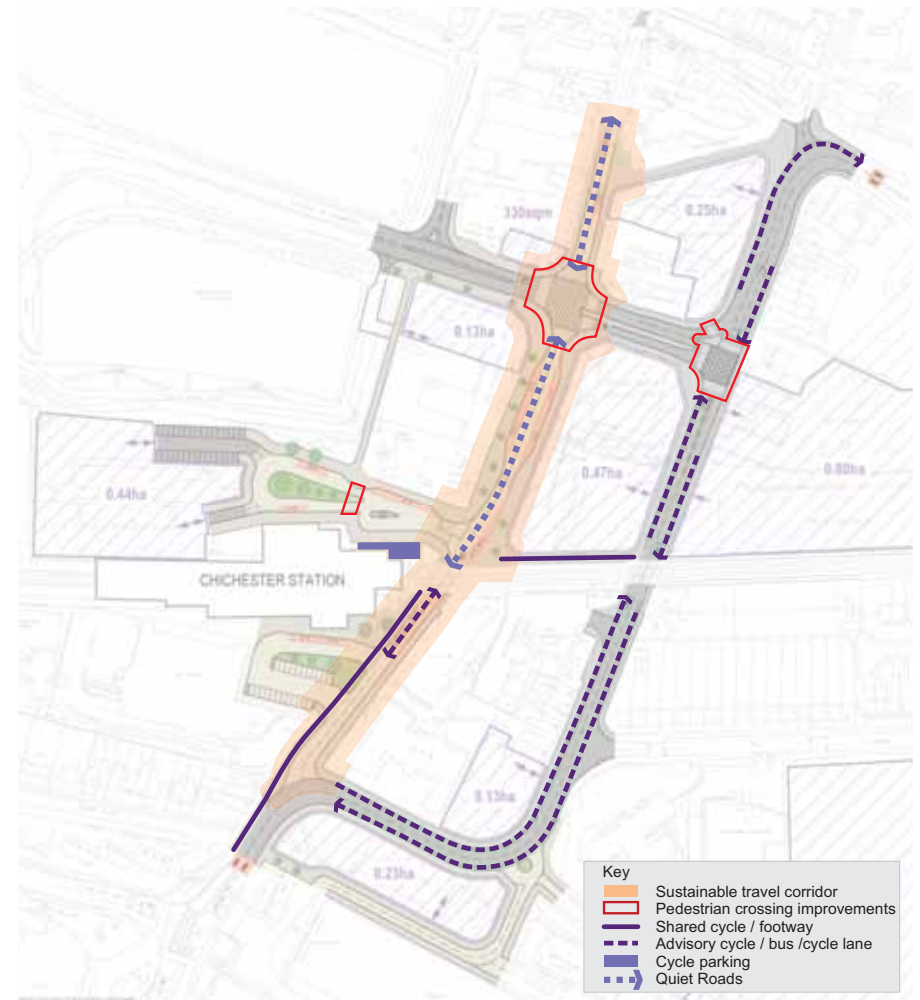 330sqm
0.25ha
0.13ha
0.47ha
0.80ha
0.44ha
CHICHESTER STATION
0.13ha
0.23ha
Key
Sustainable travel corridor
Pedestrian crossing improvements
Shared cycle / footway
Advisory cycle / bus /cycle lane
Cycle parking
Quiet Roads